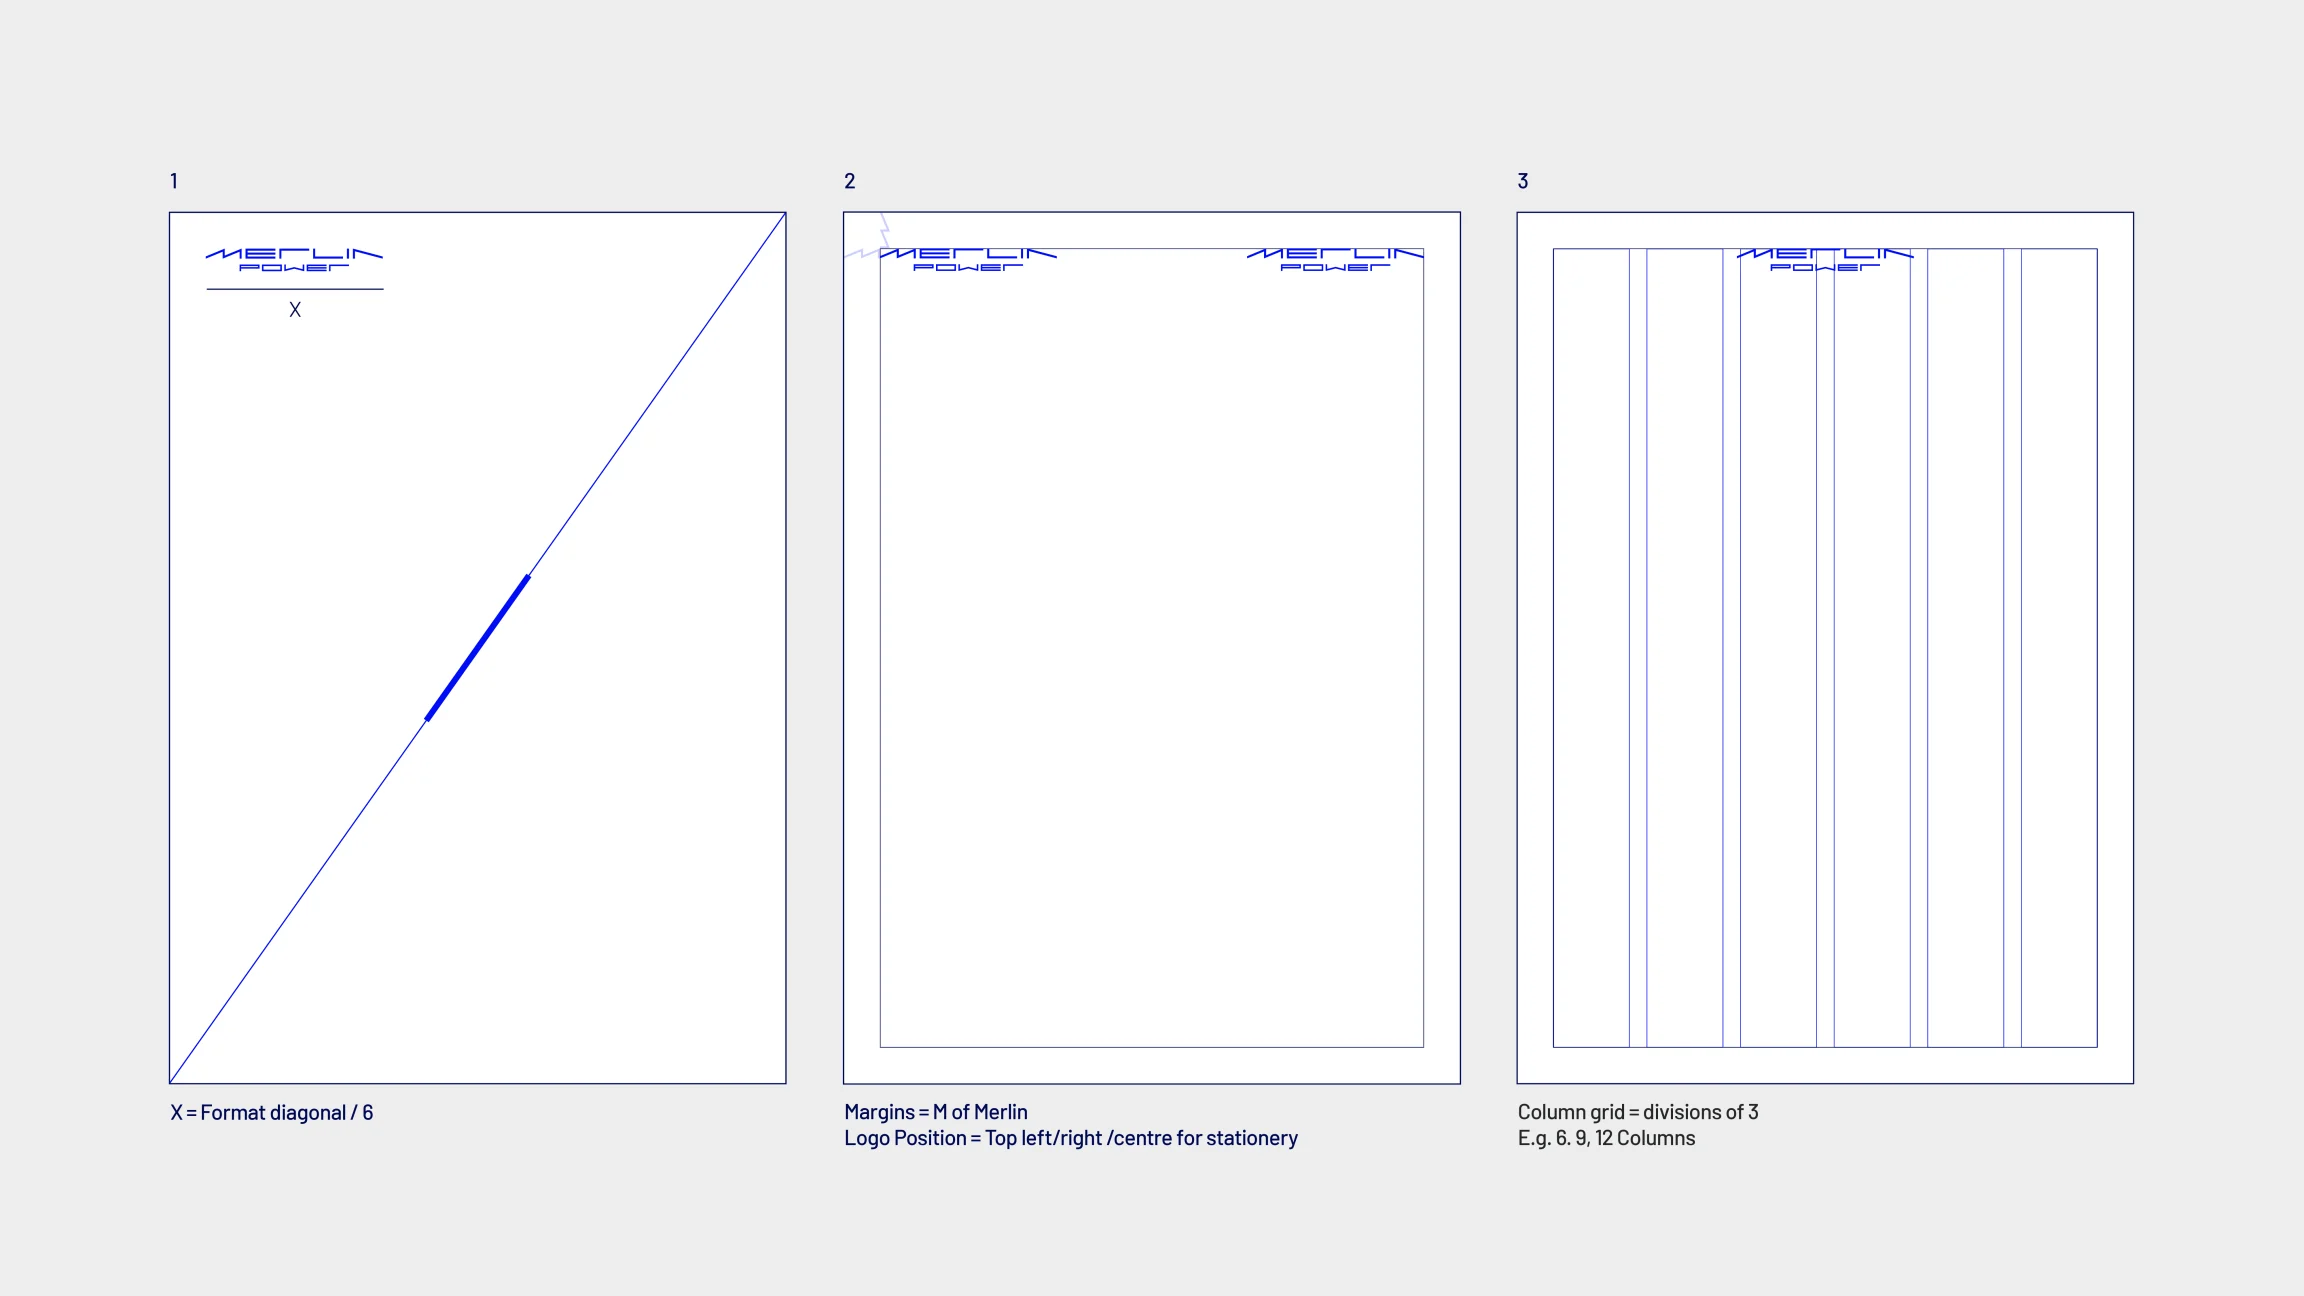 1
MERLIN
POWER
X
X = Format diagonal / 6
2
MERLIN
POWER
MERLIN
POWER
Margins = M of Merlin
Logo Position = Top left/right /centre for stationery
3
MERLIN
POWER
Column grid = divisions of 3
E.g. 6. 9, 12 Columns